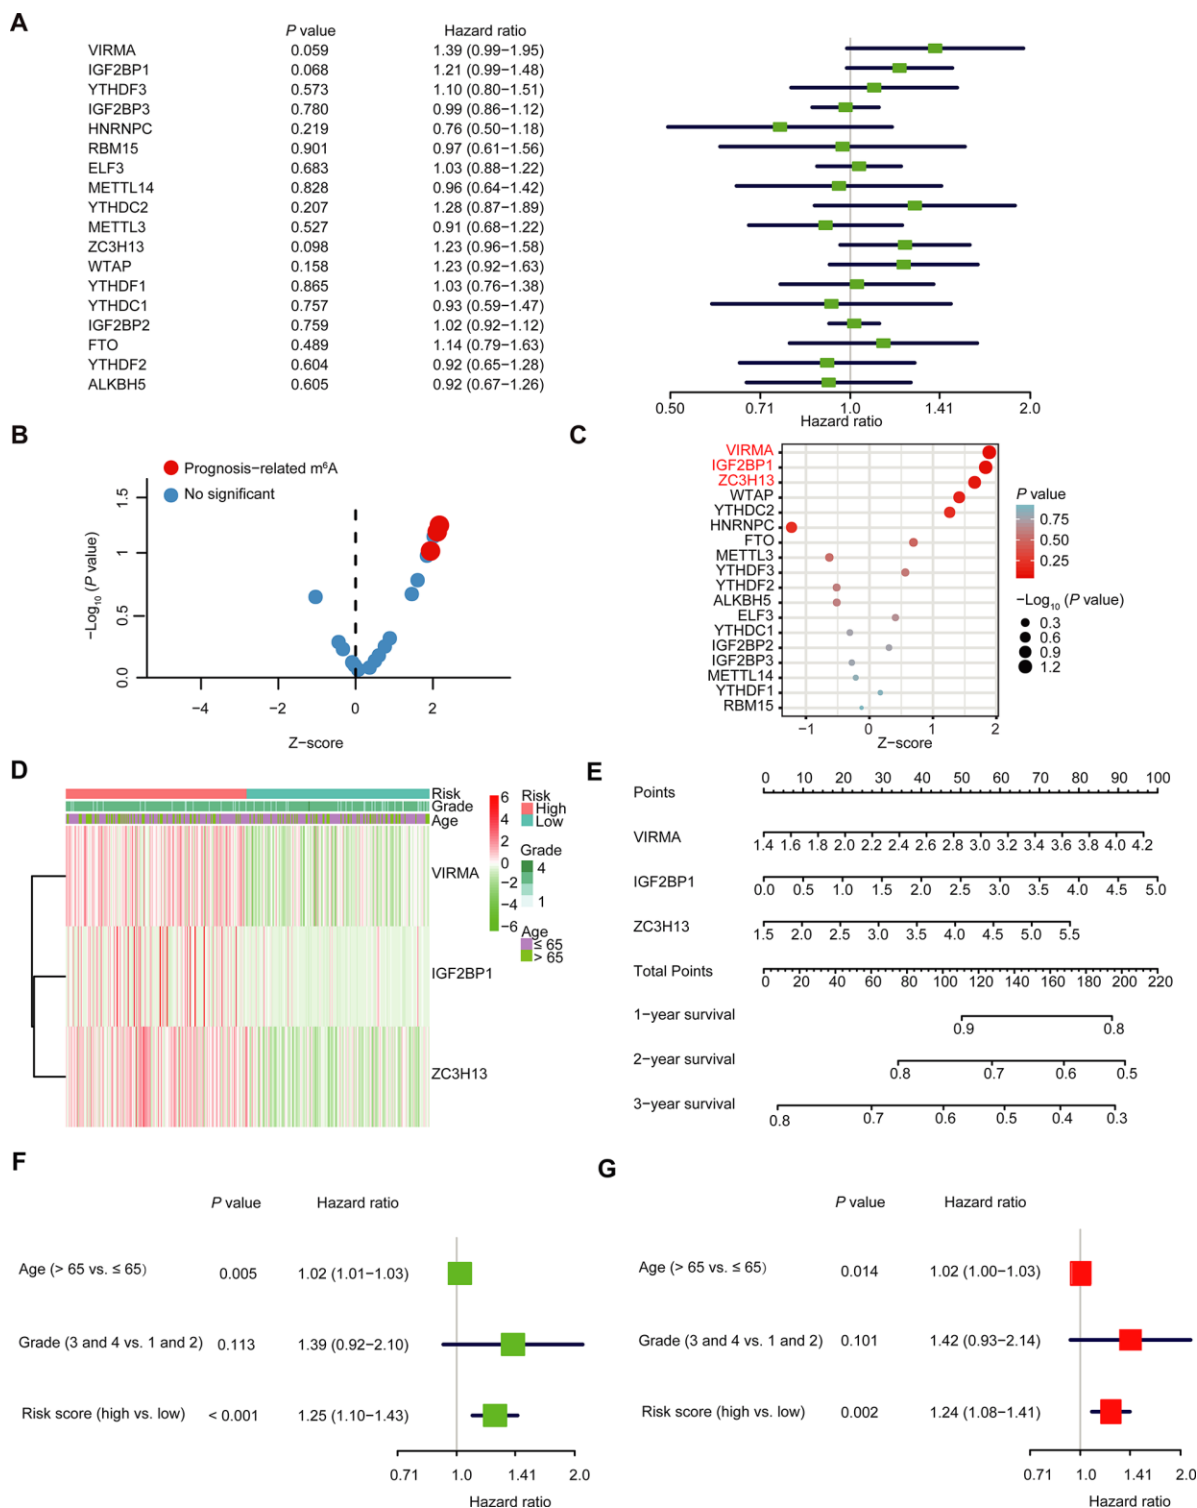 A
P value Hazard ratio
VIRMA 0.059 1.39 (0.99−1.95)
IGF2BP1 0.068 1.21 (0.99−1.48)
YTHDF3 0.573 1.10 (0.80−1.51)
IGF2BP3 0.780 0.99 (0.86−1.12)
HNRNPC 0.219 0.76 (0.50−1.18)
RBM15 0.901 0.97 (0.61−1.56)
ELF3 0.683 1.03 (0.88−1.22)
METTL14 0.828 0.96 (0.64−1.42)
YTHDC2 0.207 1.28 (0.87−1.89)
METTL3 0.527 0.91 (0.68−1.22)
ZC3H13 0.098 1.23 (0.96−1.58)
WTAP 0.158 1.23 (0.92−1.63)
YTHDF1 0.865 1.03 (0.76−1.38)
YTHDC1 0.757 0.93 (0.59−1.47)
IGF2BP2 0.759 1.02 (0.92−1.12)
FTO 0.489 1.14 (0.79−1.63)
YTHDF2 0.604 0.92 (0.65−1.28)
ALKBH5 0.605 0.92 (0.67−1.26)
0.50 0.71 1.0 1.41 2.0
Hazard ratio
B
Prognosis−related m⁶A
No significant
−Log₁₀ (P value)
1.5
1
0.5
0.0
−4 −2 0 2
Z−score
C
VIRMA
IGF2BP1
ZC3H13
WTAP
YTHDC2
HNRNPC
FTO
METTL3
YTHDF3
YTHDF2
ALKBH5
ELF3
YTHDC1
IGF2BP2
IGF2BP3
METTL14
YTHDF1
RBM15
−1 0 1 2
Z−score
P value
0.75
0.50
0.25
−Log₁₀ (P value)
0.3
0.6
0.9
1.2
D
Risk
Grade
Age
VIRMA
IGF2BP1
ZC3H13
6
4
2
0
−2
−4
−6
Risk
High
Low
Grade
4
1
Age
≤ 65
> 65
E
Points 0 10 20 30 40 50 60 70 80 90 100
VIRMA 1.4 1.6 1.8 2.0 2.2 2.4 2.6 2.8 3.0 3.2 3.4 3.6 3.8 4.0 4.2
IGF2BP1 0.0 0.5 1.0 1.5 2.0 2.5 3.0 3.5 4.0 4.5 5.0
ZC3H13 1.5 2.0 2.5 3.0 3.5 4.0 4.5 5.0 5.5
Total Points 0 20 40 60 80 100 120 140 160 180 200 220
1−year survival 0.9 0.8
2−year survival 0.8 0.7 0.6 0.5
3−year survival 0.8 0.7 0.6 0.5 0.4 0.3
F
P value Hazard ratio
Age (> 65 vs. ≤ 65) 0.005 1.02 (1.01−1.03)
Grade (3 and 4 vs. 1 and 2) 0.113 1.39 (0.92−2.10)
Risk score (high vs. low) < 0.001 1.25 (1.10−1.43)
0.71 1.0 1.41 2.0
Hazard ratio
G
P value Hazard ratio
Age (> 65 vs. ≤ 65) 0.014 1.02 (1.00−1.03)
Grade (3 and 4 vs. 1 and 2) 0.101 1.42 (0.93−2.14)
Risk score (high vs. low) 0.002 1.24 (1.08−1.41)
0.71 1.0 1.41 2.0
Hazard ratio